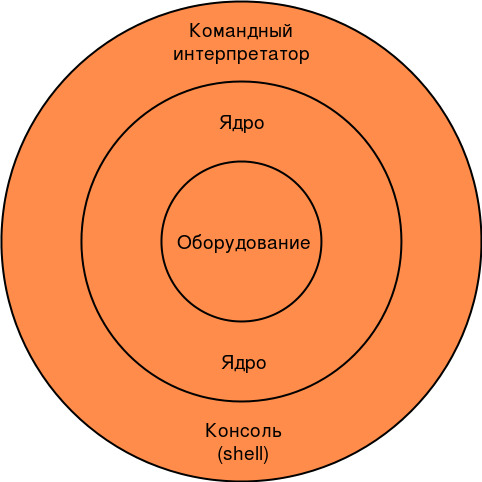 Командный
интерпретатор
Ядро
Оборудование
Ядро
Консоль
(shell)